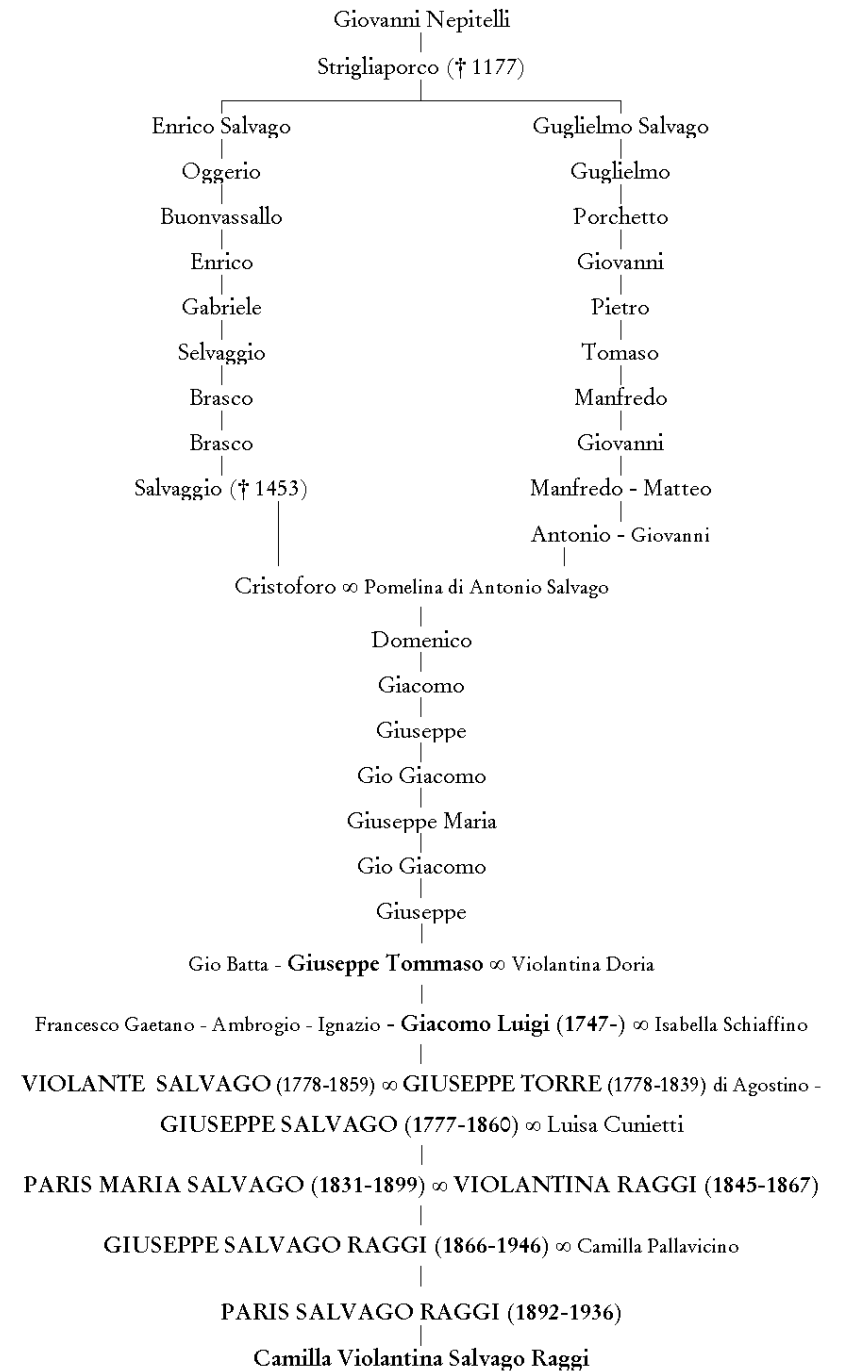 Giovanni Nepitelli
Strigliaporco († 1177)
Enrico Salvago Guglielmo Salvago
Oggerio Guglielmo
Buonvassallo Porchetto
Enrico Giovanni
Gabriele Pietro
Selvaggio Tomaso
Brasco Manfredo
Brasco Giovanni
Salvaggio († 1453) Manfredo - Matteo
Antonio - Giovanni
Cristoforo ∞ Pomelina di Antonio Salvago
Domenico
Giacomo
Giuseppe
Gio Giacomo
Giuseppe Maria
Gio Giacomo
Giuseppe
Gio Batta - Giuseppe Tommaso ∞ Violantina Doria
Francesco Gaetano - Ambrogio - Ignazio - Giacomo Luigi (1747-) ∞ Isabella Schiaffino
VIOLANTE SALVAGO (1778-1859) ∞ GIUSEPPE TORRE (1778-1839) di Agostino -
GIUSEPPE SALVAGO (1777-1860) ∞ Luisa Cunietti
PARIS MARIA SALVAGO (1831-1899) ∞ VIOLANTINA RAGGI (1845-1867)
GIUSEPPE SALVAGO RAGGI (1866-1946) ∞ Camilla Pallavicino
PARIS SALVAGO RAGGI (1892-1936)
Camilla Violantina Salvago Raggi